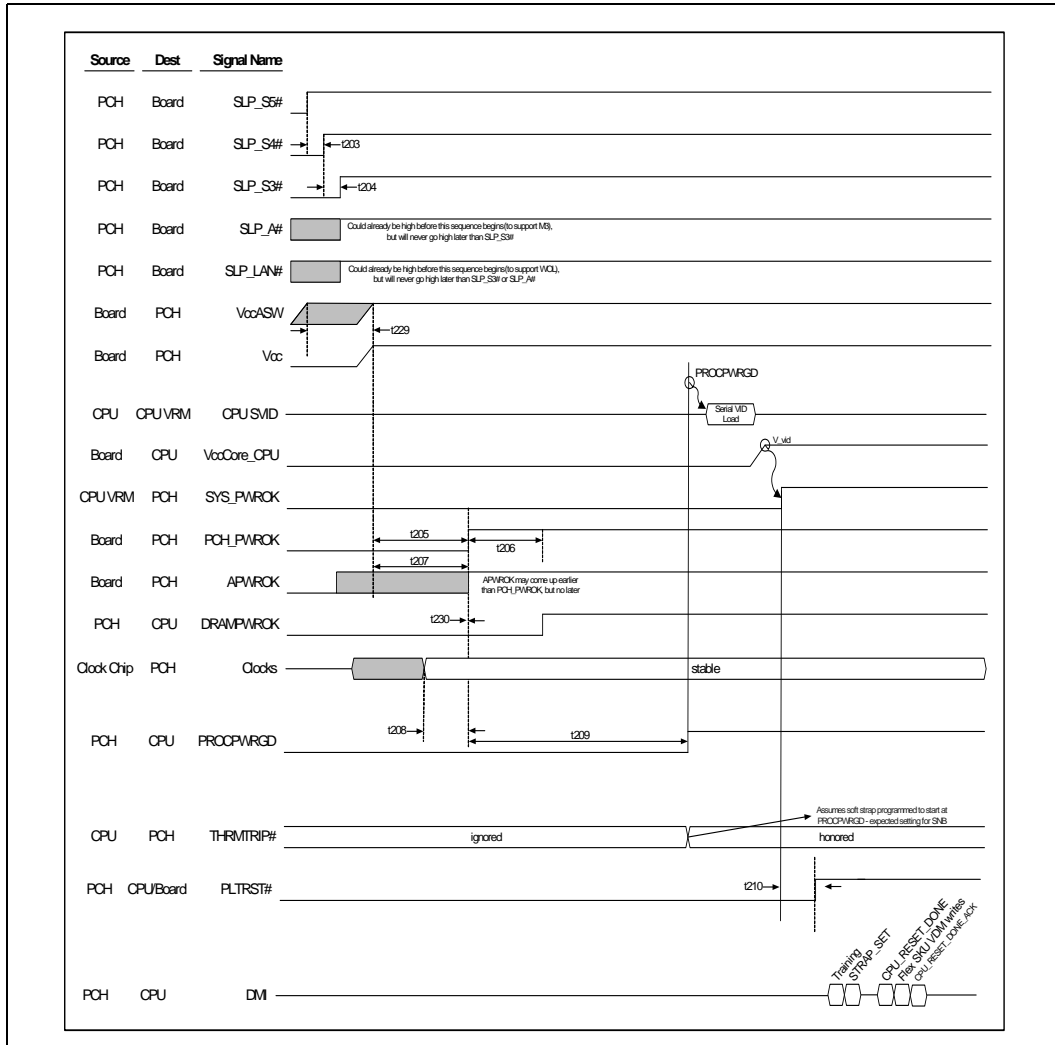 Source Dest Signal Name
PCH Board SLP_S5#
PCH Board SLP_S4# t203
PCH Board SLP_S3# t204
PCH Board SLP_A# Could already be high before this sequence begins (to support M3),
but will never go high later than SLP_S3#
PCH Board SLP_LAN# Could already be high before this sequence begins (to support WOL),
but will never go high later than SLP_S3# or SLP_A#
Board PCH VccASW
t229
Board PCH Vcc
PROCPWRGD
CPU CPU VRM CPU SVID Serial VID
Load
V_vid
Board CPU VccCore_CPU
CPU VRM PCH SYS_PWROK
t205
Board PCH PCH_PWROK t206
t207
Board PCH APWROK APWROK may come up earlier
than PCH_PWROK, but no later
t230
PCH CPU DRAMPWROK
Clock Chip PCH Clocks stable
t208 t209
PCH CPU PROCPWRGD
Assumes soft strap programmed to start at
PROCPWRGD - expected setting for SNB
CPU PCH THRMTRIP# ignored honored
PCH CPU/Board PLTRST# t210
Training
STRAP_SET
CPU_RESET_DONE
Flex SKU VDM writes
CPU_RESET_DONE_ACK
PCH CPU DMI